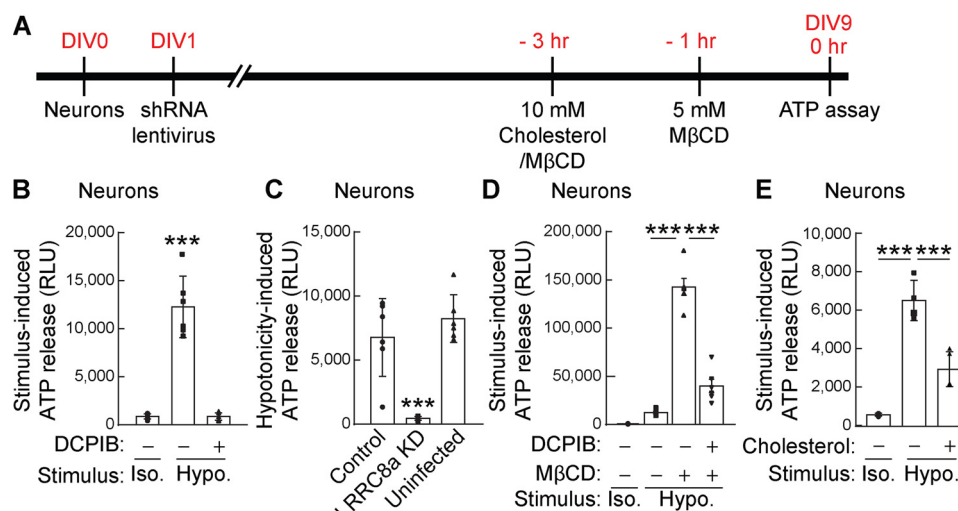 A
DIV0 DIV1 - 3 hr - 1 hr DIV9
0 hr
Neurons shRNA
lentivirus
10 mM
Cholesterol
/MβCD
5 mM
MβCD
ATP assay
B Neurons
Stimulus-induced
ATP release (RLU)
20,000
15,000
10,000
5,000
0
***
DCPIB: – – +
Stimulus: Iso. Hypo.
C Neurons
Hypotonicity-induced
ATP release (RLU)
15,000
10,000
5,000
0
***
Control
LRRC8a KD
Uninfected
D Neurons
Stimulus-induced
ATP release (RLU)
200,000
150,000
100,000
50,000
0
*** ***
DCPIB: – – – +
MβCD: – – + +
Stimulus: Iso. Hypo.
E Neurons
Stimulus-induced
ATP release (RLU)
10,000
8,000
6,000
4,000
2,000
0
*** ***
Cholesterol: – – +
Stimulus: Iso. Hypo.